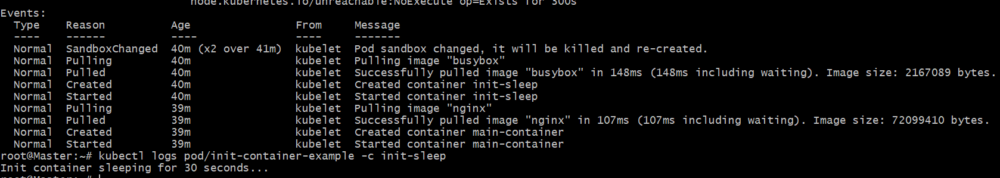 node.kubernetes.io/unreachable:NoExecute op=Exists for 300s
Events:
  Type    Reason          Age                From     Message
  ----    ------          ----               ----     -------
  Normal  SandboxChanged  40m (x2 over 41m)  kubelet  Pod sandbox changed, it will be killed and re-created.
  Normal  Pulling         40m                kubelet  Pulling image "busybox"
  Normal  Pulled          40m                kubelet  Successfully pulled image "busybox" in 148ms (148ms including waiting). Image size: 2167089 bytes.
  Normal  Created         40m                kubelet  Created container init-sleep
  Normal  Started         40m                kubelet  Started container init-sleep
  Normal  Pulling         39m                kubelet  Pulling image "nginx"
  Normal  Pulled          39m                kubelet  Successfully pulled image "nginx" in 107ms (107ms including waiting). Image size: 72099410 bytes.
  Normal  Created         39m                kubelet  Created container main-container
  Normal  Started         39m                kubelet  Started container main-container
root@Master:~# kubectl logs pod/init-container-example -c init-sleep
Init container sleeping for 30 seconds...
root@Master:~#